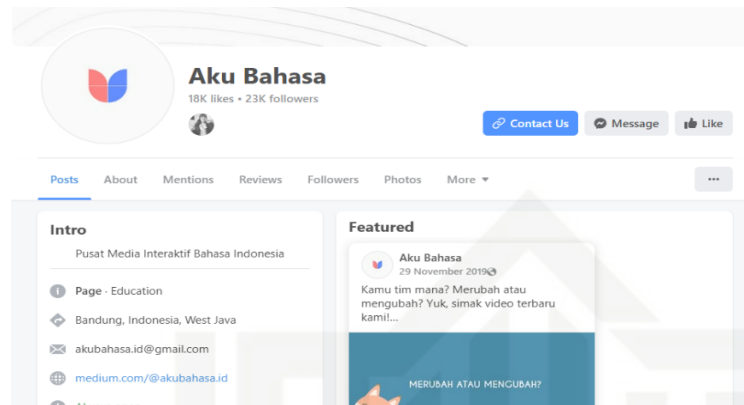 Aku Bahasa
18K likes • 23K followers
Contact Us
Message
Like
Posts
About
Mentions
Reviews
Followers
Photos
More
Intro
Pusat Media Interaktif Bahasa Indonesia
Page · Education
Bandung, Indonesia, West Java
akubahasa.id@gmail.com
medium.com/@akubahasa.id
Featured
Aku Bahasa
29 November 2019
Kamu tim mana? Merubah atau
mengubah? Yuk, simak video terbaru
kami!...
MERUBAH ATAU MENGUBAH?